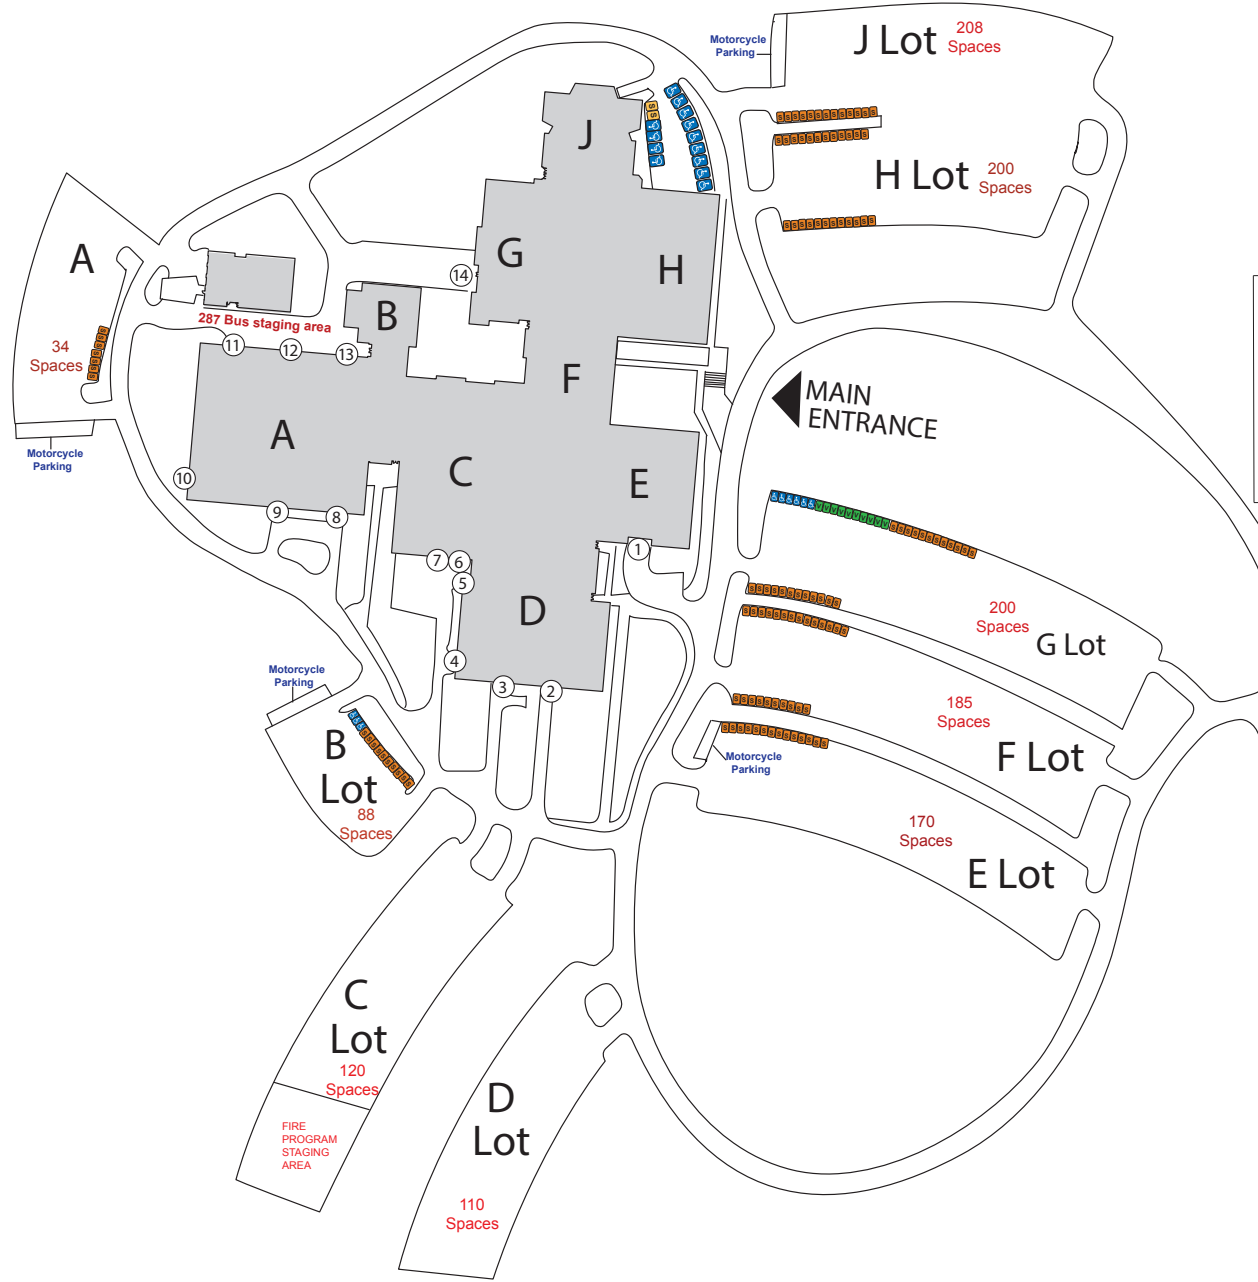 Motorcycle
Parking
J Lot
208
Spaces
H Lot
200
Spaces
J
G
H
A
34
Spaces
Motorcycle
Parking
287 Bus staging area
B
14
11
12
13
F
MAIN
ENTRANCE
A
C
E
10
9
8
7
6
5
1
D
4
3
2
200
Spaces
G Lot
185
Spaces
F Lot
Motorcycle
Parking
170
Spaces
E Lot
Motorcycle
Parking
B
Lot
88
Spaces
C
Lot
120
Spaces
FIRE
PROGRAM
STAGING
AREA
D
Lot
110
Spaces